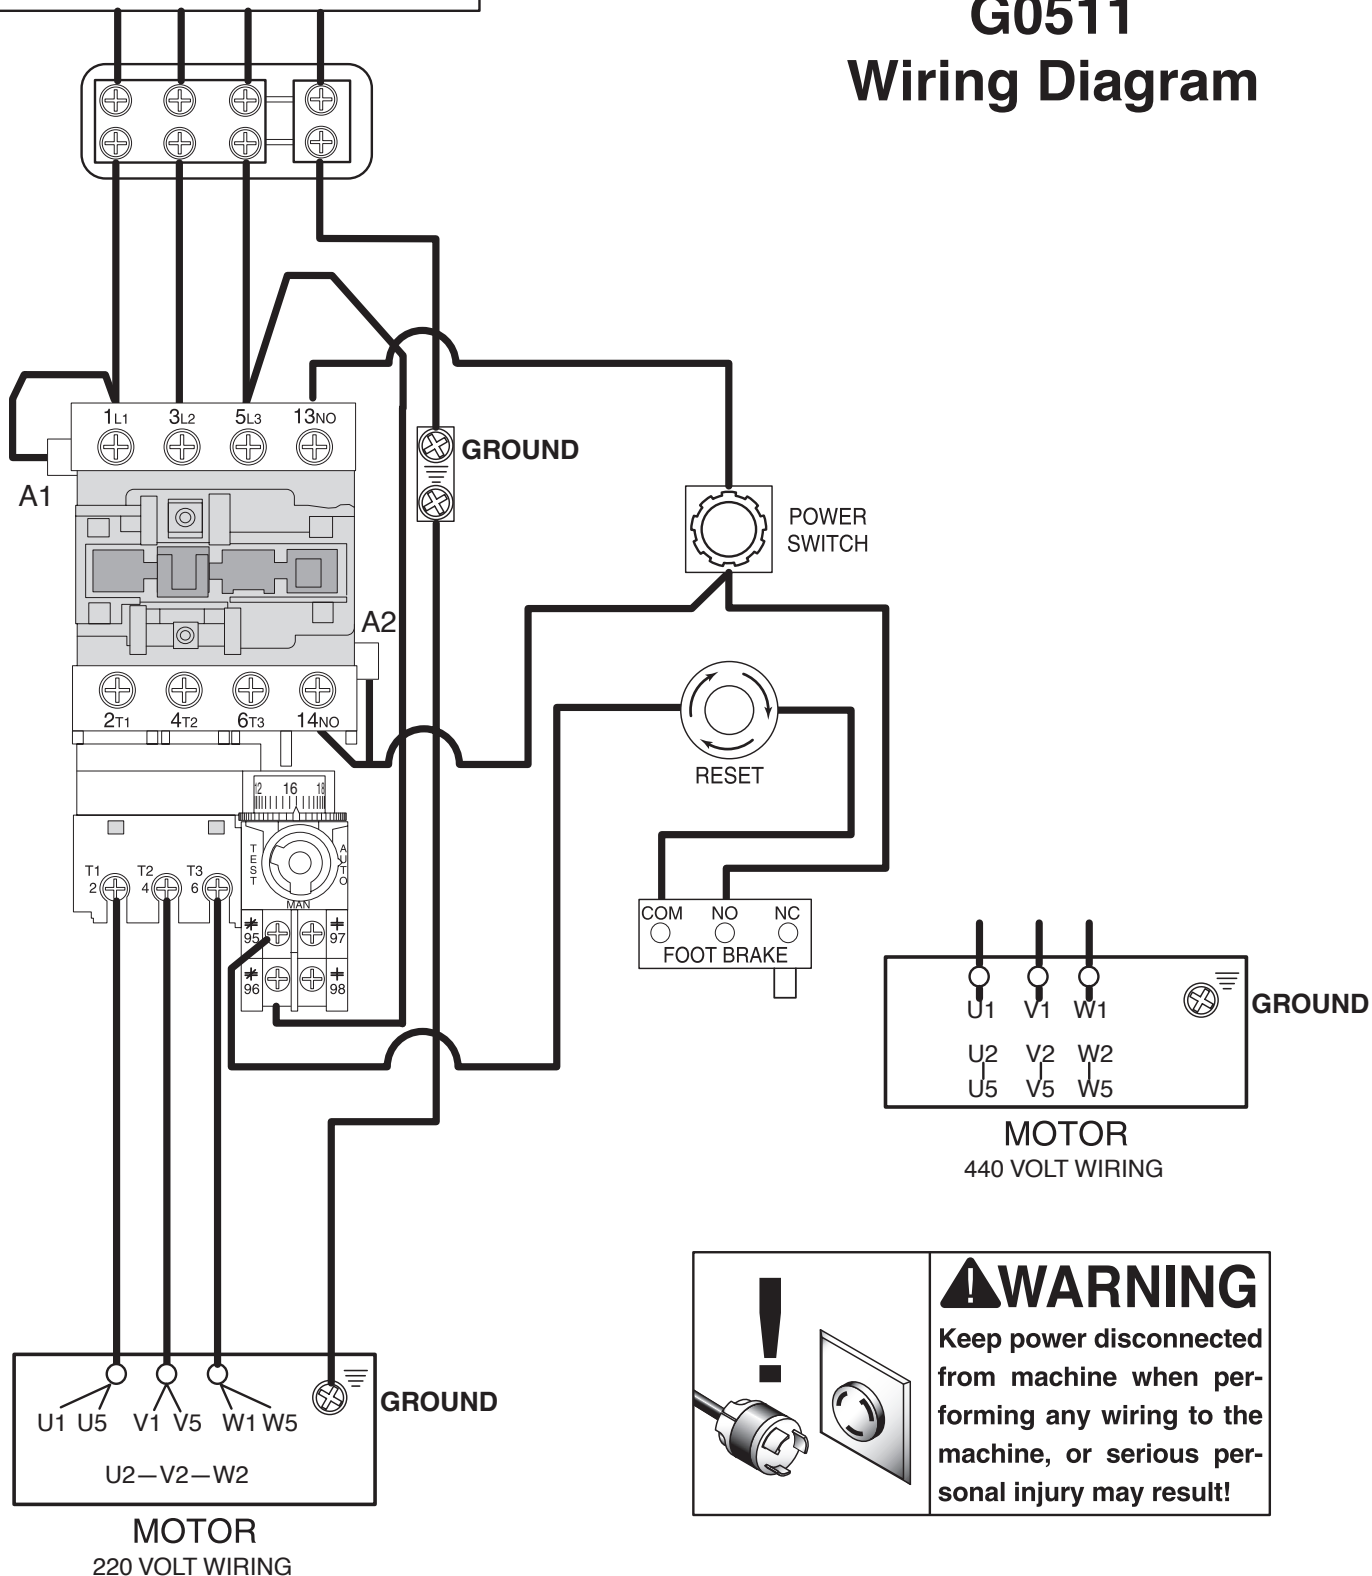 G0511
Wiring Diagram
1L1 3L2 5L3 13NO
A1
GROUND
POWER
SWITCH
A2
2T1 4T2 6T3 14NO
RESET
12 16 18
TEST
AUTO
MAN
T1 T2 T3
2 4 6
95 97
96 98
COM NO NC
FOOT BRAKE
U1 V1 W1
GROUND
U2 V2 W2
U5 V5 W5
MOTOR
440 VOLT WIRING
!
WARNING
Keep power disconnected
from machine when per-
forming any wiring to the
machine, or serious per-
sonal injury may result!
GROUND
U1 U5 V1 V5 W1 W5
U2—V2—W2
MOTOR
220 VOLT WIRING